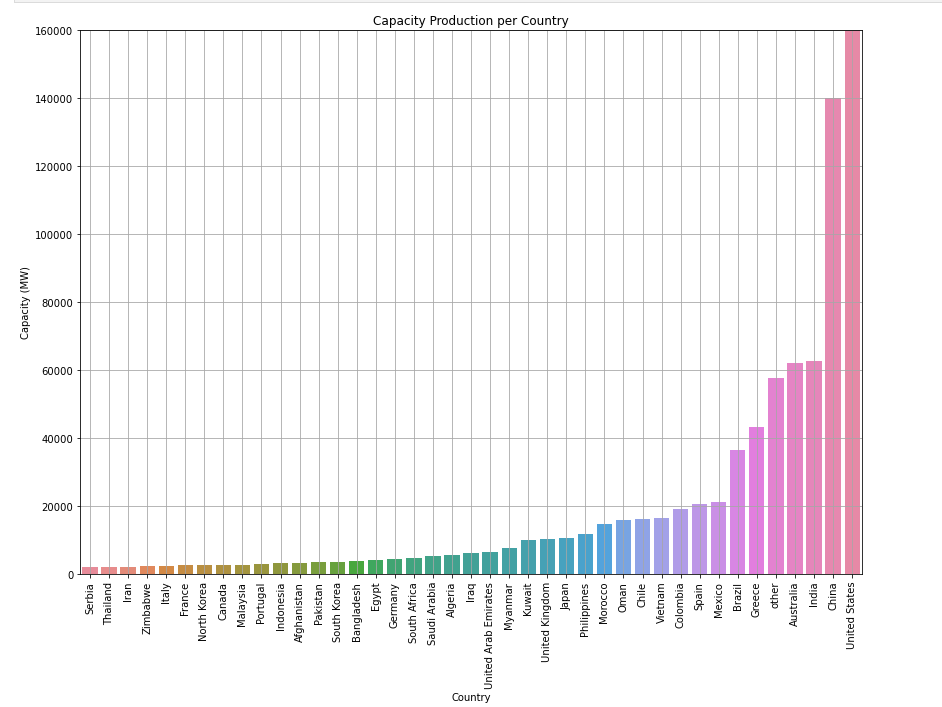 Capacity Production per Country
160000
140000
120000
100000
80000
60000
40000
20000
0
Capacity (MW)
Serbia
Thailand
Iran
Zimbabwe
Italy
France
North Korea
Canada
Malaysia
Portugal
Indonesia
Afghanistan
Pakistan
South Korea
Bangladesh
Egypt
Germany
South Africa
Saudi Arabia
Algeria
Iraq
United Arab Emirates
Myanmar
Kuwait
United Kingdom
Japan
Philippines
Morocco
Oman
Chile
Vietnam
Colombia
Spain
Mexico
Brazil
Greece
other
Australia
India
China
United States
Country